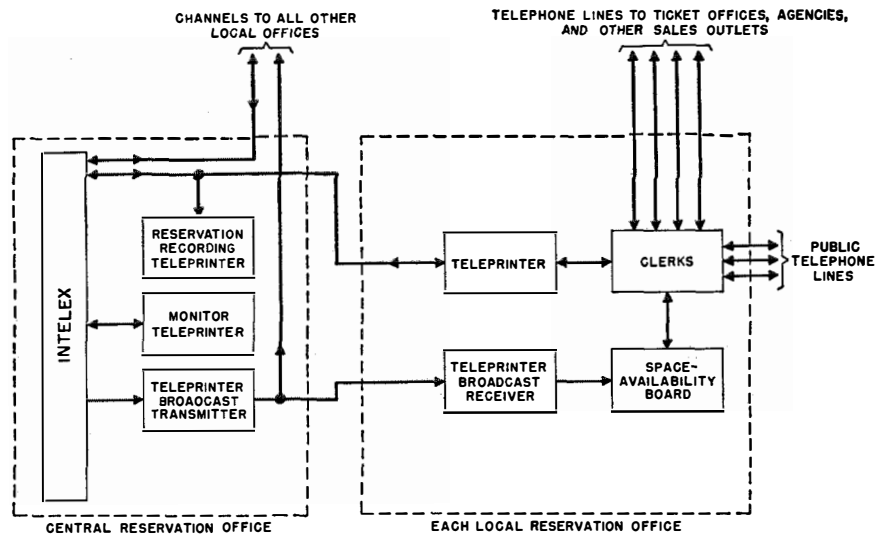 CHANNELS TO ALL OTHER
LOCAL OFFICES
TELEPHONE LINES TO TICKET OFFICES, AGENCIES,
AND OTHER SALES OUTLETS
INTELEX
RESERVATION
RECORDING
TELEPRINTER
MONITOR
TELEPRINTER
TELEPRINTER
BROADCAST
TRANSMITTER
TELEPRINTER
CLERKS
PUBLIC
TELEPHONE
LINES
TELEPRINTER
BROADCAST
RECEIVER
SPACE-
AVAILABILITY
BOARD
CENTRAL RESERVATION OFFICE
EACH LOCAL RESERVATION OFFICE